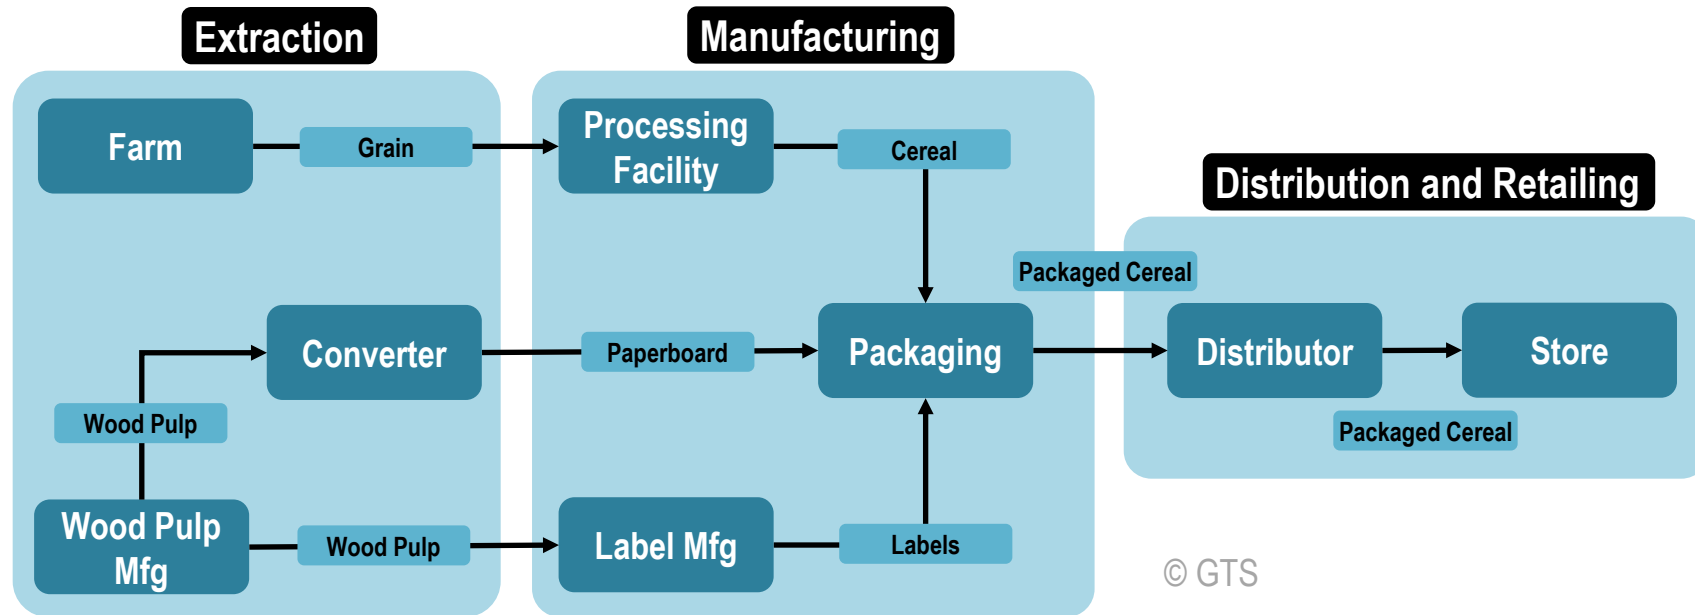 Extraction
Manufacturing
Distribution and Retailing
Farm
Grain
Processing
Facility
Cereal
Packaged Cereal
Converter
Paperboard
Packaging
Distributor
Store
Wood Pulp
Packaged Cereal
Wood Pulp
Mfg
Wood Pulp
Label Mfg
Labels
© GTS